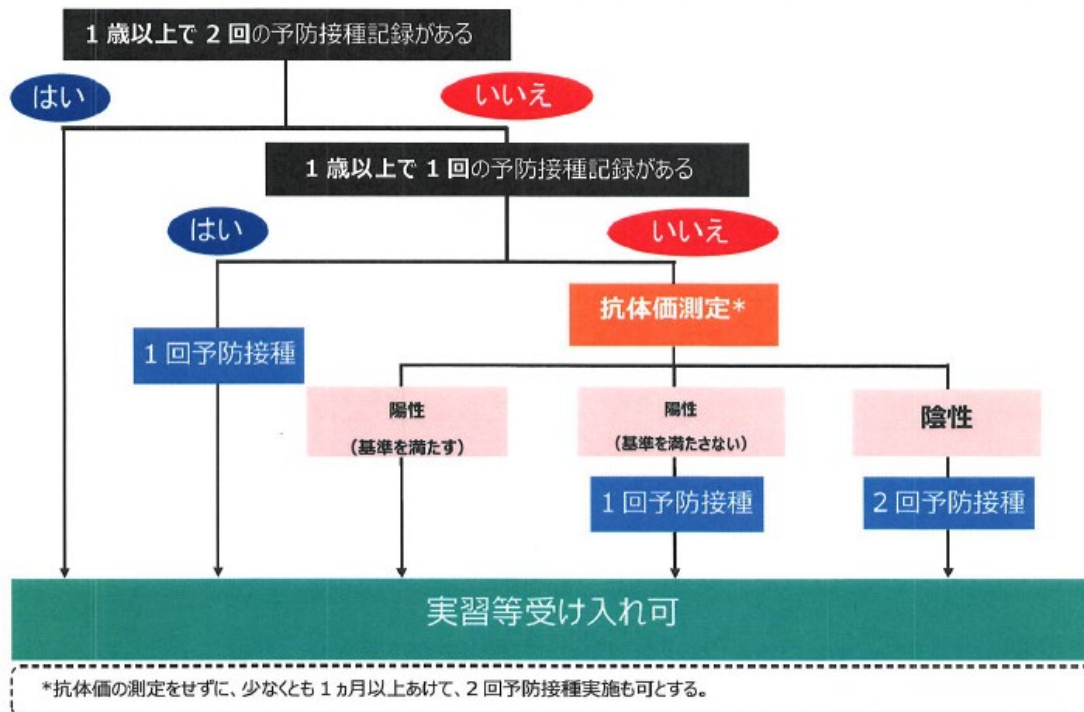 1 歳以上で 2 回の予防接種記録がある
はい
いいえ
1 歳以上で 1 回の予防接種記録がある
はい
いいえ
抗体価測定*
1 回予防接種
陽性
(基準を満たす)
陽性
(基準を満たさない)
陰性
1 回予防接種
2 回予防接種
実習等受け入れ可
*抗体価の測定をせずに、少なくとも 1 ヵ月以上あけて、2 回予防接種実施も可とする。